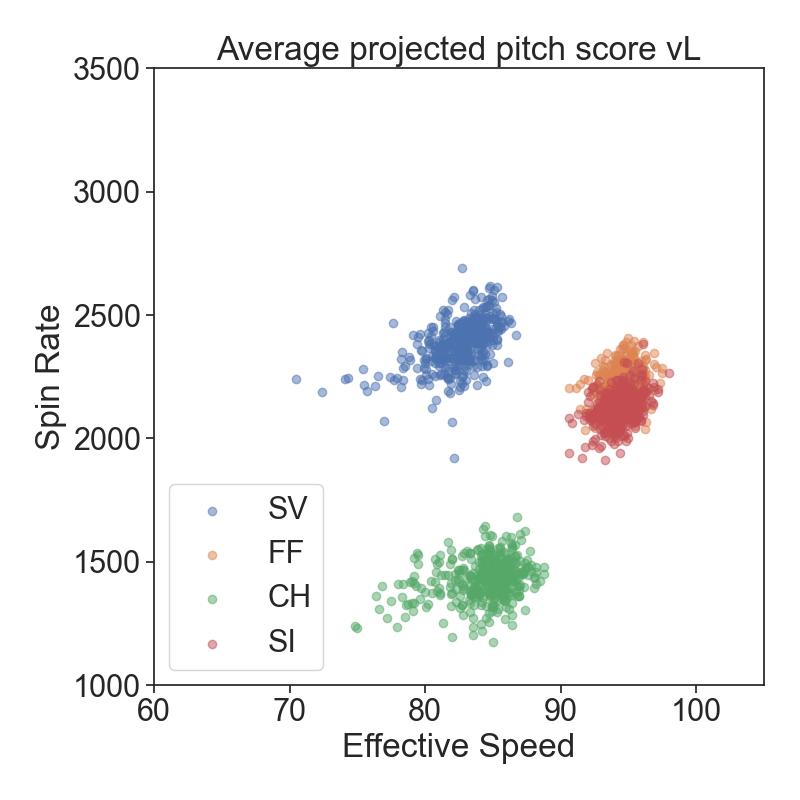 Average projected pitch score vL
3500
3000
2500
2000
1500
1000
Spin Rate
SV
FF
CH
SI
60 70 80 90 100
Effective Speed